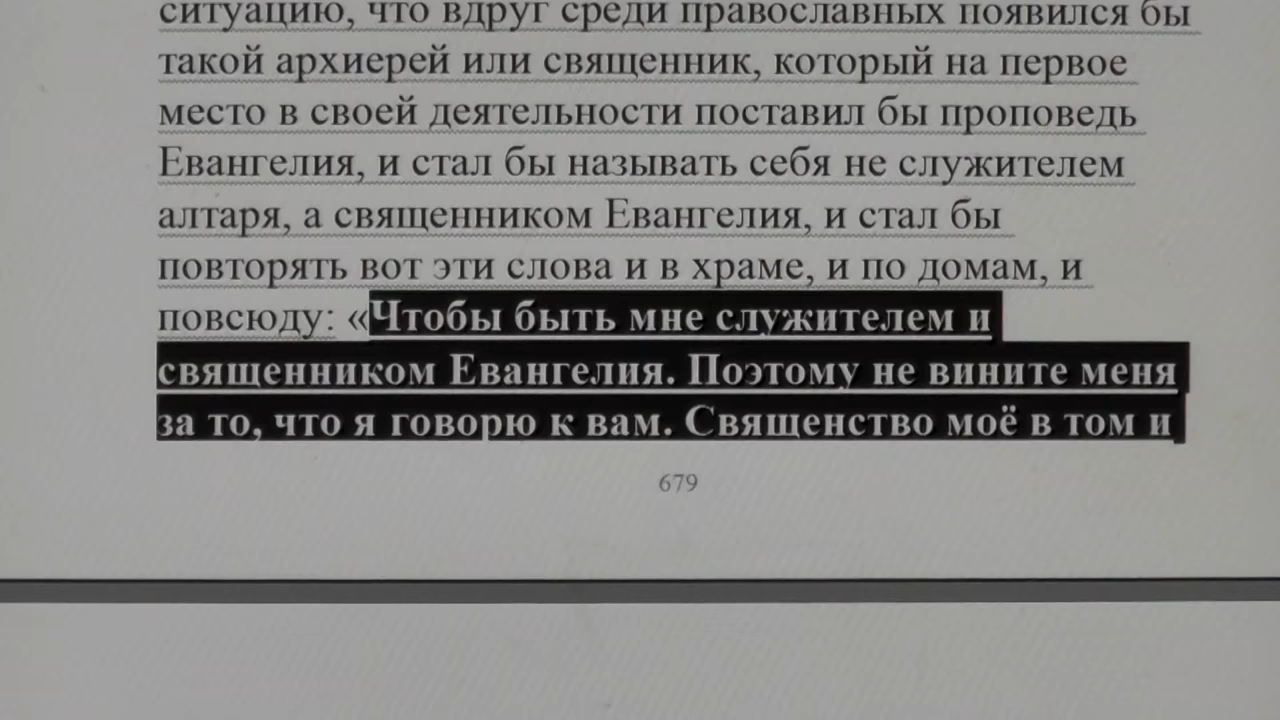 ситуацию, что вдруг среди православных появился бы
такой архиерей или священник, который на первое
место в своей деятельности поставил бы проповедь
Евангелия, и стал бы называть себя не служителем
алтаря, а священником Евангелия, и стал бы
повторять вот эти слова и в храме, и по домам, и
повсюду: «Чтобы быть мне служителем и
священником Евангелия. Поэтому не вините меня
за то, что я говорю к вам. Священство моё в том и
679